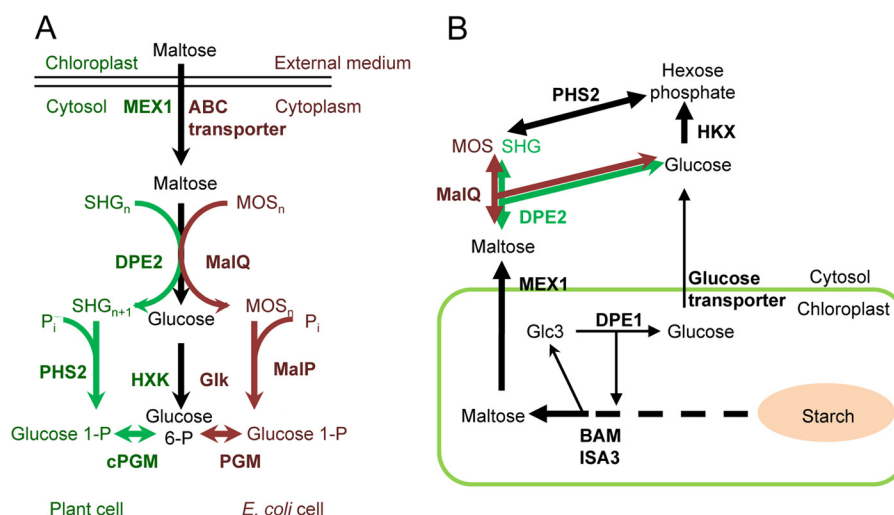 A
Maltose
Chloroplast
External medium
Cytosol
MEX1
ABC
transporter
Cytoplasm
Maltose
SHGn
MOSn
DPE2
MalQ
SHGn+1
MOSn
Glucose
Pi
Pi
PHS2
HXK
Glk
MalP
Glucose 1-P
Glucose
6-P
Glucose 1-P
cPGM
PGM
Plant cell
E. coli cell
B
Hexose
phosphate
PHS2
HKX
MOS
SHG
Glucose
MalQ
DPE2
Maltose
MEX1
Glucose
transporter
Cytosol
Chloroplast
Glc3
DPE1
Glucose
Maltose
BAM
ISA3
Starch